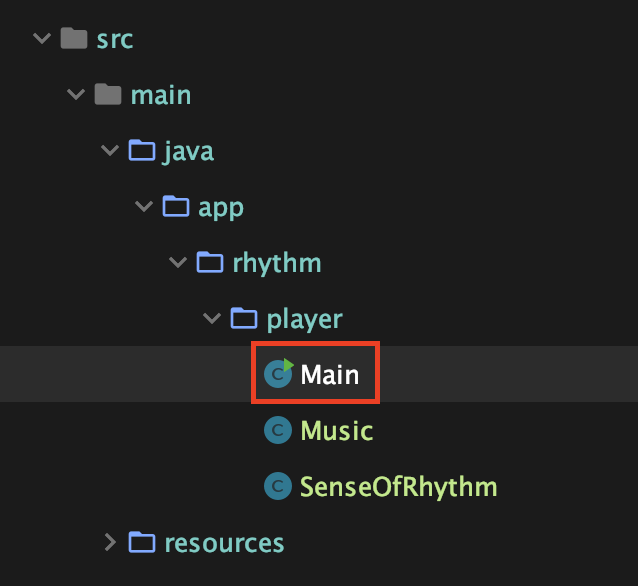 src
main
java
app
rhythm
player
C Main
C Music
C SenseOfRhythm
resources